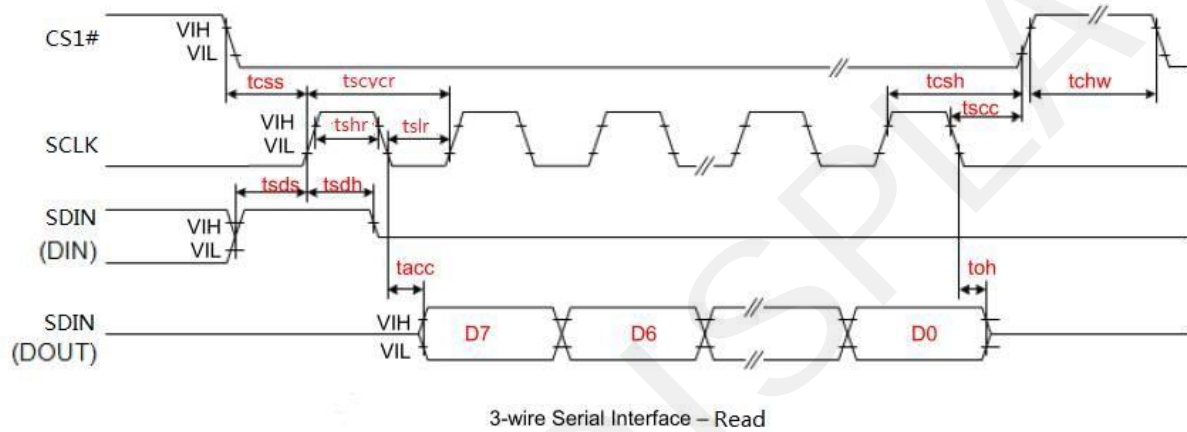 CS1#
VIH
VIL
tcss
tscycr
tcsh
tchw
tscc
SCLK
VIH
VIL
tshr
tslr
tsds
tsdh
SDIN
(DIN)
VIH
VIL
tacc
toh
SDIN
(DOUT)
VIH
VIL
D7
D6
D0
3-wire Serial Interface – Read
ISPLA